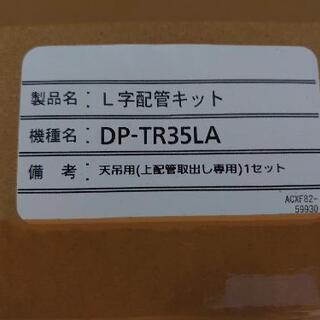 製品名： L字配管キット
機種名： DP-TR35LA
備　考： 天吊用(上配管取出し専用)1セット
ACXF82-
59930